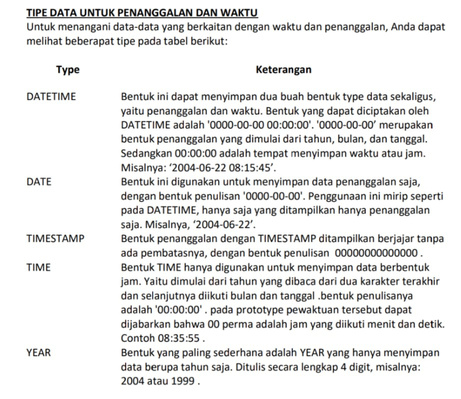 TIPE DATA UNTUK PENANGGALAN DAN WAKTU
Untuk menangani data-data yang berkaitan dengan waktu dan penanggalan, Anda dapat
melihat beberapat tipe pada tabel berikut:
Type Keterangan
DATETIME Bentuk ini dapat menyimpan dua buah bentuk type data sekaligus,
yaitu penanggalan dan waktu. Bentuk yang dapat diciptakan oleh
DATETIME adalah '0000-00-00 00:00:00'. '0000-00-00’ merupakan
bentuk penanggalan yang dimulai dari tahun, bulan, dan tanggal.
Sedangkan 00:00:00 adalah tempat menyimpan waktu atau jam.
Misalnya: ‘2004-06-22 08:15:45’.
DATE Bentuk ini digunakan untuk menyimpan data penanggalan saja,
dengan bentuk penulisan '0000-00-00'. Penggunaan ini mirip seperti
pada DATETIME, hanya saja yang ditampilkan hanya penanggalan
saja. Misalnya, ‘2004-06-22’.
TIMESTAMP Bentuk penanggalan dengan TIMESTAMP ditampilkan berjajar tanpa
ada pembatasnya, dengan bentuk penulisan 00000000000000 .
TIME Bentuk TIME hanya digunakan untuk menyimpan data berbentuk
jam. Yaitu dimulai dari tahun yang dibaca dari dua karakter terakhir
dan selanjutnya diikuti bulan dan tanggal .bentuk penulisanya
adalah '00:00:00' . pada prototype pewaktuan tersebut dapat
dijabarkan bahwa 00 perma adalah jam yang diikuti menit dan detik.
Contoh 08:35:55 .
YEAR Bentuk yang paling sederhana adalah YEAR yang hanya menyimpan
data berupa tahun saja. Ditulis secara lengkap 4 digit, misalnya:
2004 atau 1999 .